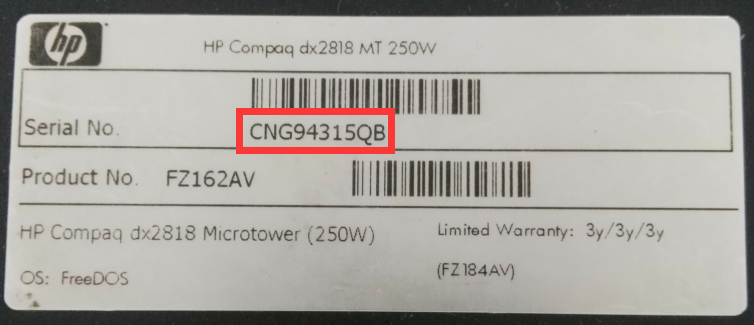 hp
HP Compaq dx2818 MT 250W
Serial No. CNG94315QB
Product No. FZ162AV
HP Compaq dx2818 Microtower (250W)
Limited Warranty: 3y/3y/3y
(FZ184AV)
OS: FreeDOS